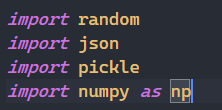 import random
import json
import pickle
import numpy as np